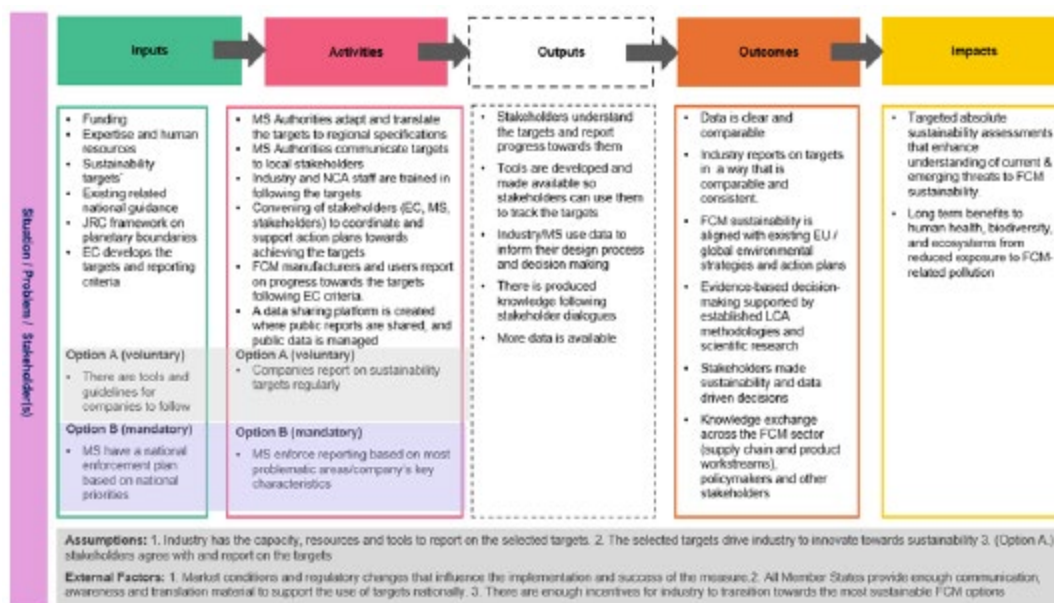 Situation / Problem / Stakeholder(s)
Inputs
Activities
Outputs
Outcomes
Impacts
• Funding
• Expertise and human
resources
• Sustainability
targets*
• Existing related
national guidance
• JRC framework on
planetary boundaries
• EC develops the
targets and reporting
criteria
Option A (voluntary)
• There are tools and
guidelines for
companies to follow
Option B (mandatory)
• MS have a national
enforcement plan
based on national
priorities
• MS Authorities adapt and translate
the targets to regional specifications
• MS Authorities communicate targets
to local stakeholders
• Industry and NCA staff are trained in
following the targets
• Convening of stakeholders (EC, MS,
stakeholders) to coordinate and
support action plans towards
achieving the targets
• FCM manufacturers and users report
on progress towards the targets
following EC criteria.
• A data sharing platform is created
where public reports are shared, and
public data is managed
Option A (voluntary)
• Companies report on sustainability
targets regularly
Option B (mandatory)
• MS enforce reporting based on most
problematic areas/company's key
characteristics
• Stakeholders understand
the targets and report
progress towards them
• Tools are developed and
made available so
stakeholders can use them
to track the targets
• Industry/MS use data to
inform their design process
and decision making
• There is produced
knowledge following
stakeholder dialogues
• More data is available
• Data is clear and
comparable
• Industry reports on targets
in a way that is
comparable and
consistent.
• FCM sustainability is
aligned with existing EU /
global environmental
strategies and action plans
• Evidence-based decision-
making supported by
established LCA
methodologies and
scientific research
• Stakeholders made
sustainability and data
driven decisions
• Knowledge exchange
across the FCM sector
(supply chain and product
workstreams),
policymakers and other
stakeholders
• Targeted absolute
sustainability assessments
that enhance
understanding of current &
emerging threats to FCM
sustainability.
• Long term benefits to
human health, biodiversity,
and ecosystems from
reduced exposure to FCM-
related pollution
Assumptions: 1. Industry has the capacity, resources and tools to report on the selected targets. 2. The selected targets drive industry to innovate towards sustainability 3. (Option A.)
stakeholders agree with and report on the targets
External Factors: 1. Market conditions and regulatory changes that influence the implementation and success of the measure.2. All Member States provide enough communication,
awareness and translation material to support the use of targets nationally. 3. There are enough incentives for industry to transition towards the most sustainable FCM options